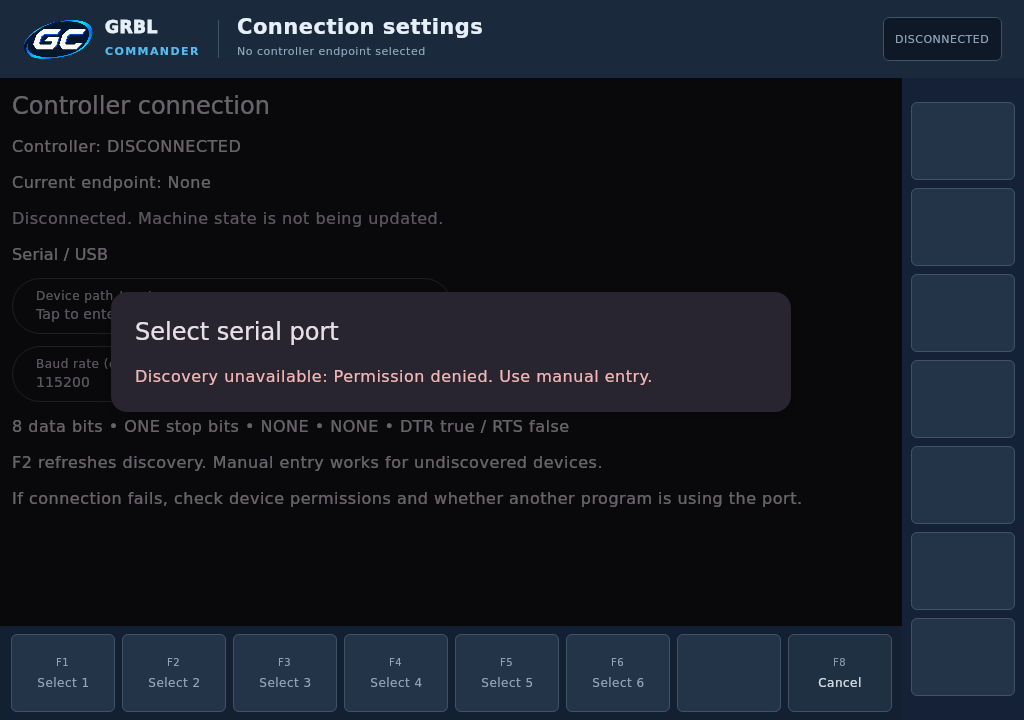 GC
GRBL
COMMANDER
Connection settings
No controller endpoint selected
DISCONNECTED
Controller connection
Controller: DISCONNECTED
Current endpoint: None
Disconnected. Machine state is not being updated.
Serial / USB
Device path
Tap to ente
Baud rate (
115200
Select serial port
Discovery unavailable: Permission denied. Use manual entry.
8 data bits • ONE stop bits • NONE • NONE • DTR true / RTS false
F2 refreshes discovery. Manual entry works for undiscovered devices.
If connection fails, check device permissions and whether another program is using the port.
F1
Select 1
F2
Select 2
F3
Select 3
F4
Select 4
F5
Select 5
F6
Select 6
F8
Cancel